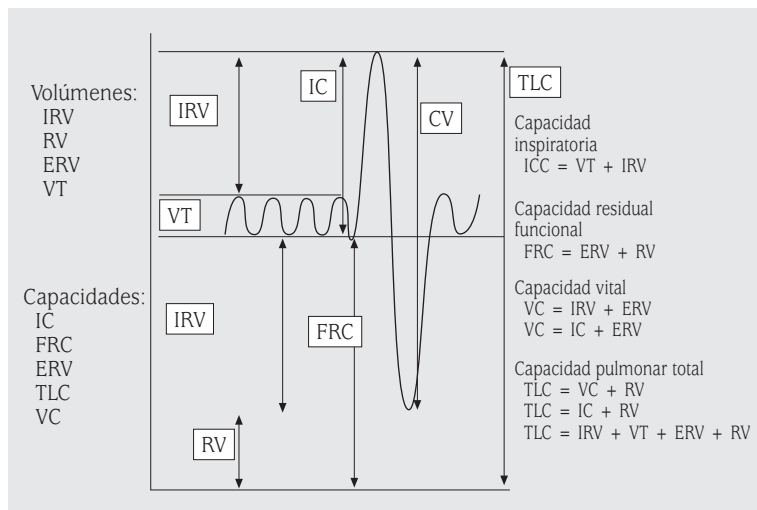 Volúmenes:
IRV
RV
ERV
VT
Capacidades:
IC
FRC
ERV
TLC
VC
IRV
IC
CV
TLC
VT
IRV
FRC
RV
Capacidad
inspiratoria
ICC = VT + IRV
Capacidad residual
funcional
FRC = ERV + RV
Capacidad vital
VC = IRV + ERV
VC = IC + ERV
Capacidad pulmonar total
TLC = VC + RV
TLC = IC + RV
TLC = IRV + VT + ERV + RV